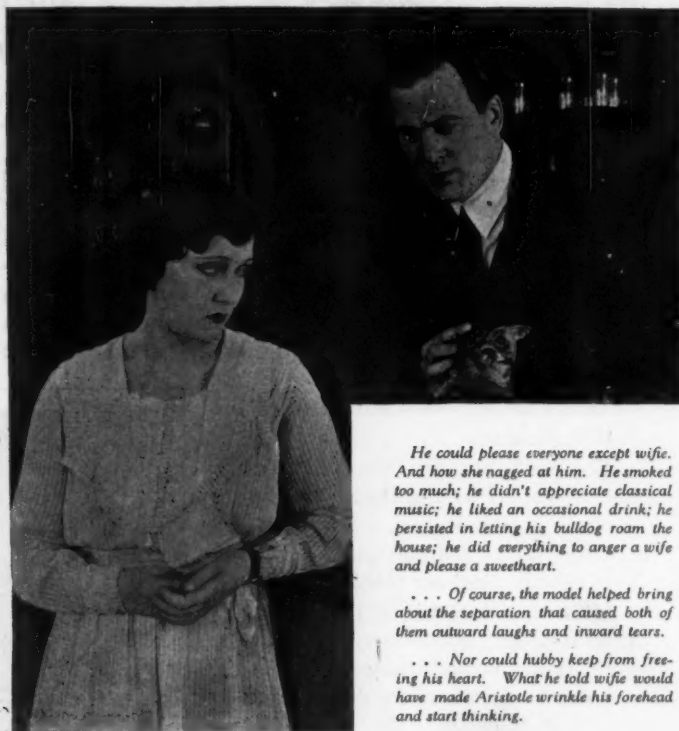 He could please everyone except wifie.
And how she nagged at him. He smoked
too much; he didn't appreciate classical
music; he liked an occasional drink; he
persisted in letting his bulldog roam the
house; he did everything to anger a wife
and please a sweetheart.
. . . Of course, the model helped bring
about the separation that caused both of
them outward laughs and inward tears.
. . . Nor could hubby keep from free-
ing his heart. What he told wifie would
have made Aristotle wrinkle his forehead
and start thinking.